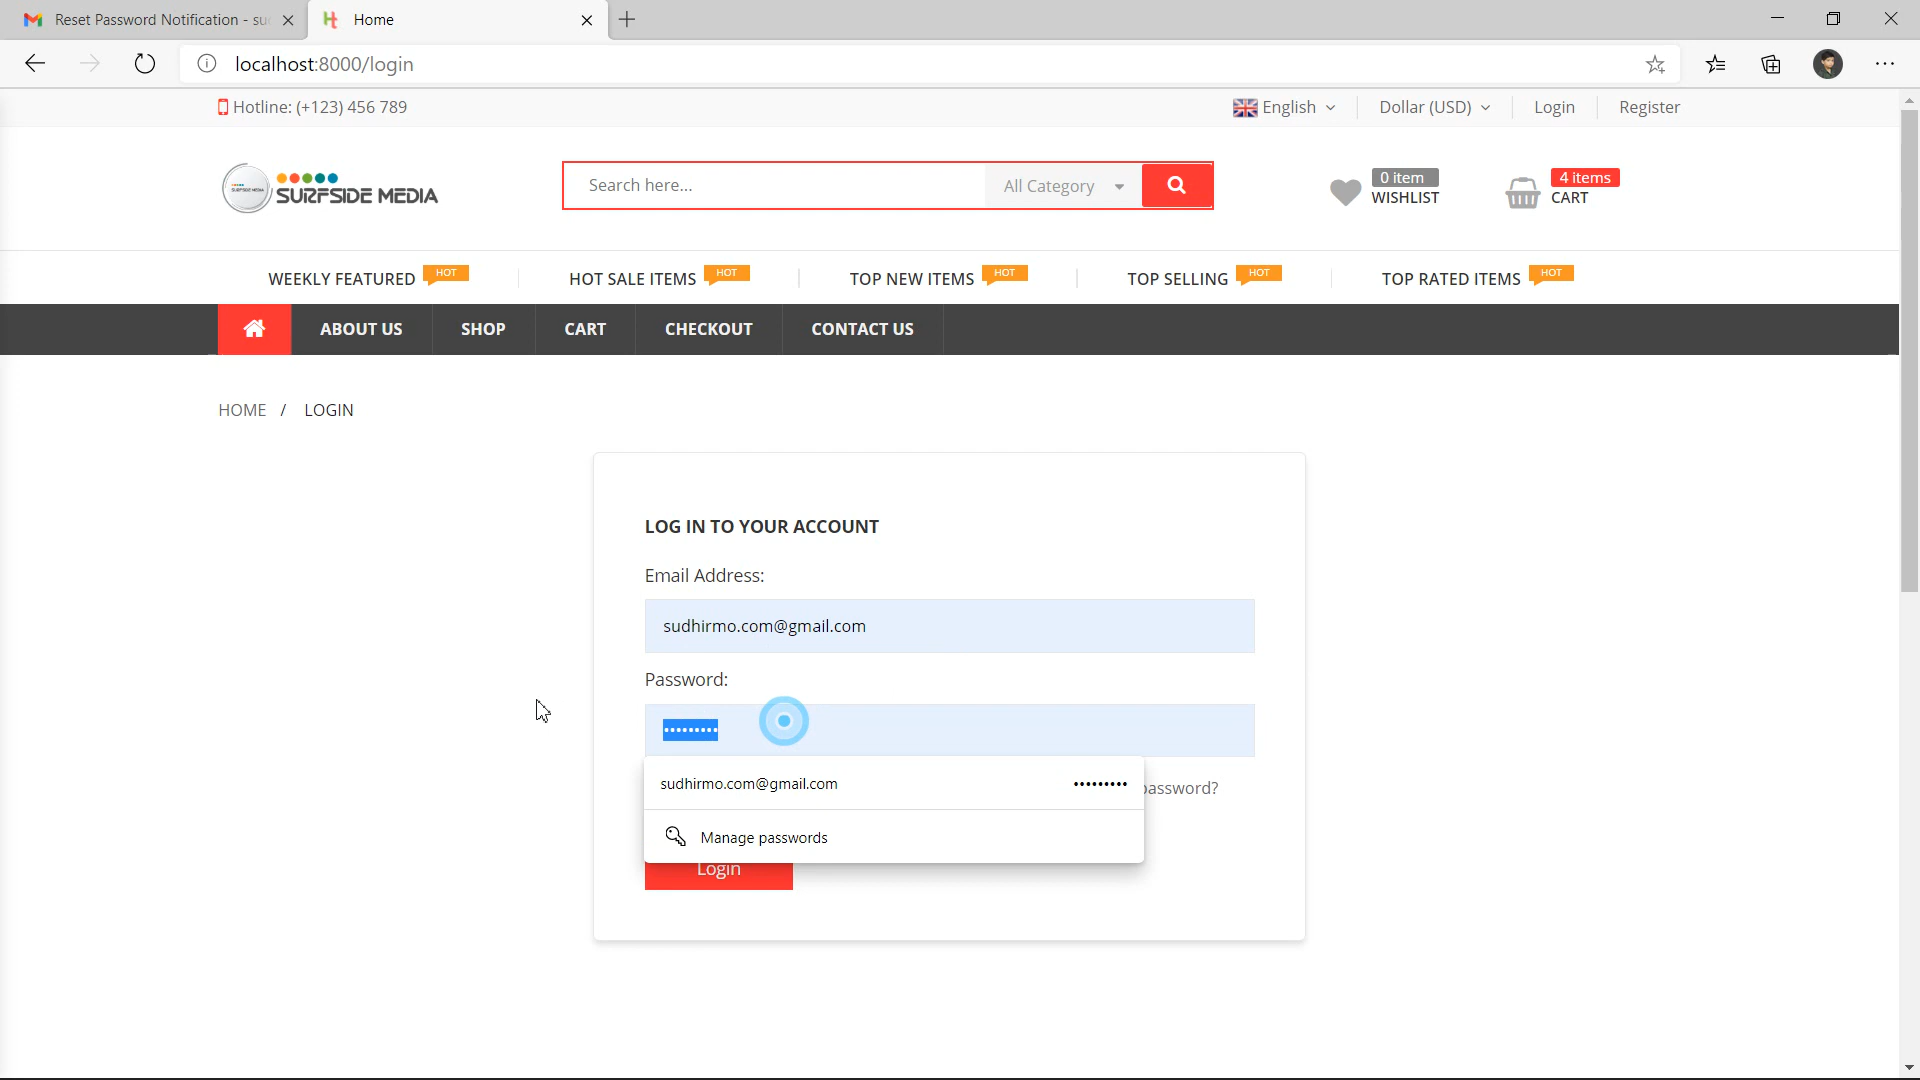 Reset Password Notification - su
Home
localhost:8000/login
Hotline: (+123) 456 789
English
Dollar (USD)
Login
Register
SURFSIDE MEDIA
Search here...
All Category
0 item
WISHLIST
4 items
CART
WEEKLY FEATURED HOT
HOT SALE ITEMS HOT
TOP NEW ITEMS HOT
TOP SELLING HOT
TOP RATED ITEMS HOT
ABOUT US
SHOP
CART
CHECKOUT
CONTACT US
HOME / LOGIN
LOG IN TO YOUR ACCOUNT
Email Address:
sudhirmo.com@gmail.com
Password:
•••••••••
sudhirmo.com@gmail.com •••••••••
password?
Manage passwords
Login